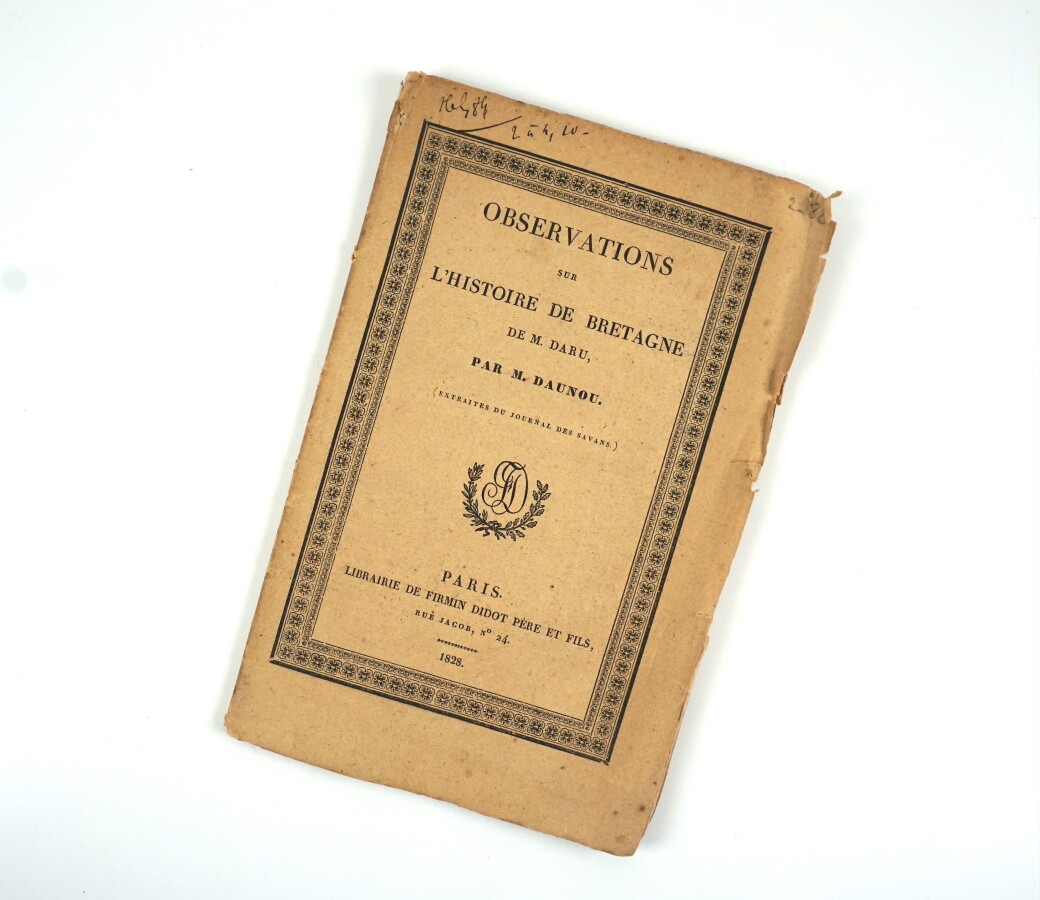 OBSERVATIONS
SUR
L'HISTOIRE DE BRETAGNE
DE M. DARU,
PAR M. DAUNOU.
(EXTRAITES DU JOURNAL DES SAVANS.)
PARIS.
LIBRAIRIE DE FIRMIN DIDOT PÈRE ET FILS,
RUE JACOB, Nº 24.
1828.